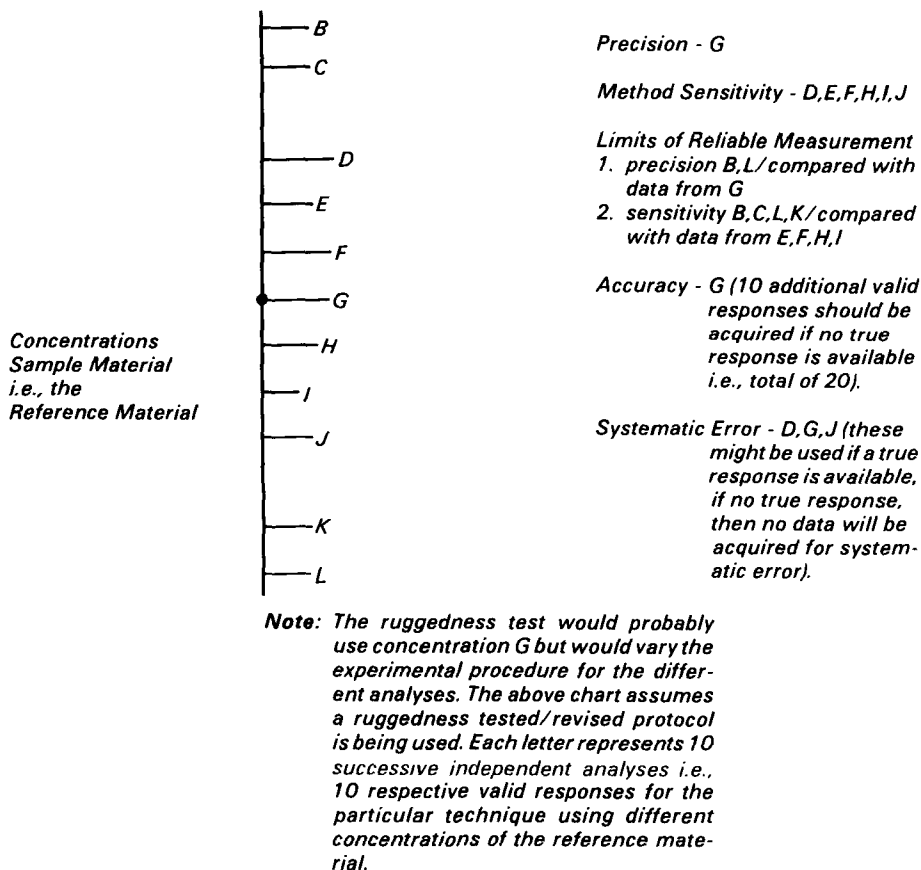 B
C
D
E
F
G
H
I
J
K
L
Concentrations
Sample Material
i.e., the
Reference Material
Precision - G
Method Sensitivity - D,E,F,H,I,J
Limits of Reliable Measurement
1. precision B,L/compared with
data from G
2. sensitivity B,C,L,K/compared
with data from E,F,H,I
Accuracy - G (10 additional valid
responses should be
acquired if no true
response is available
i.e., total of 20).
Systematic Error - D,G,J (these
might be used if a true
response is available,
if no true response,
then no data will be
acquired for system-
atic error).
Note: The ruggedness test would probably
use concentration G but would vary the
experimental procedure for the differ-
ent analyses. The above chart assumes
a ruggedness tested/revised protocol
is being used. Each letter represents 10
successive independent analyses i.e.,
10 respective valid responses for the
particular technique using different
concentrations of the reference mate-
rial.